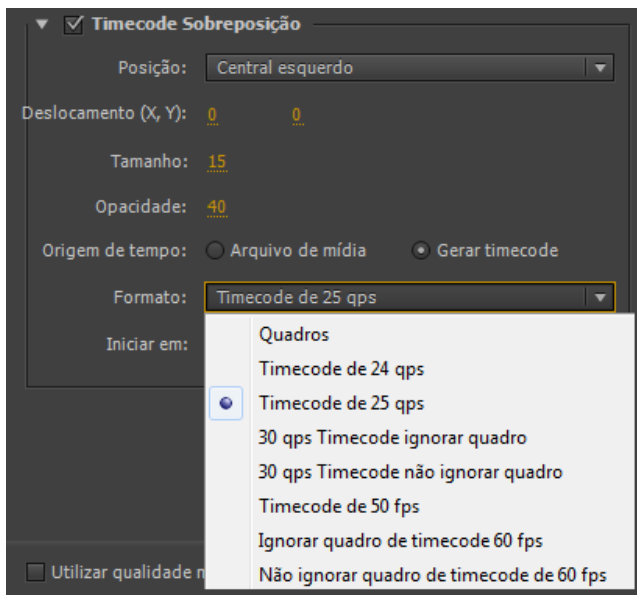 Timecode Sobreposição
Posição: Central esquerdo
Deslocamento (X, Y): 0 0
Tamanho: 15
Opacidade: 40
Origem de tempo: Arquivo de mídia Gerar timecode
Formato: Timecode de 25 qps
Iniciar em:
Quadros
Timecode de 24 qps
Timecode de 25 qps
30 qps Timecode ignorar quadro
30 qps Timecode não ignorar quadro
Timecode de 50 fps
Ignorar quadro de timecode 60 fps
Não ignorar quadro de timecode de 60 fps
Utilizar qualidade